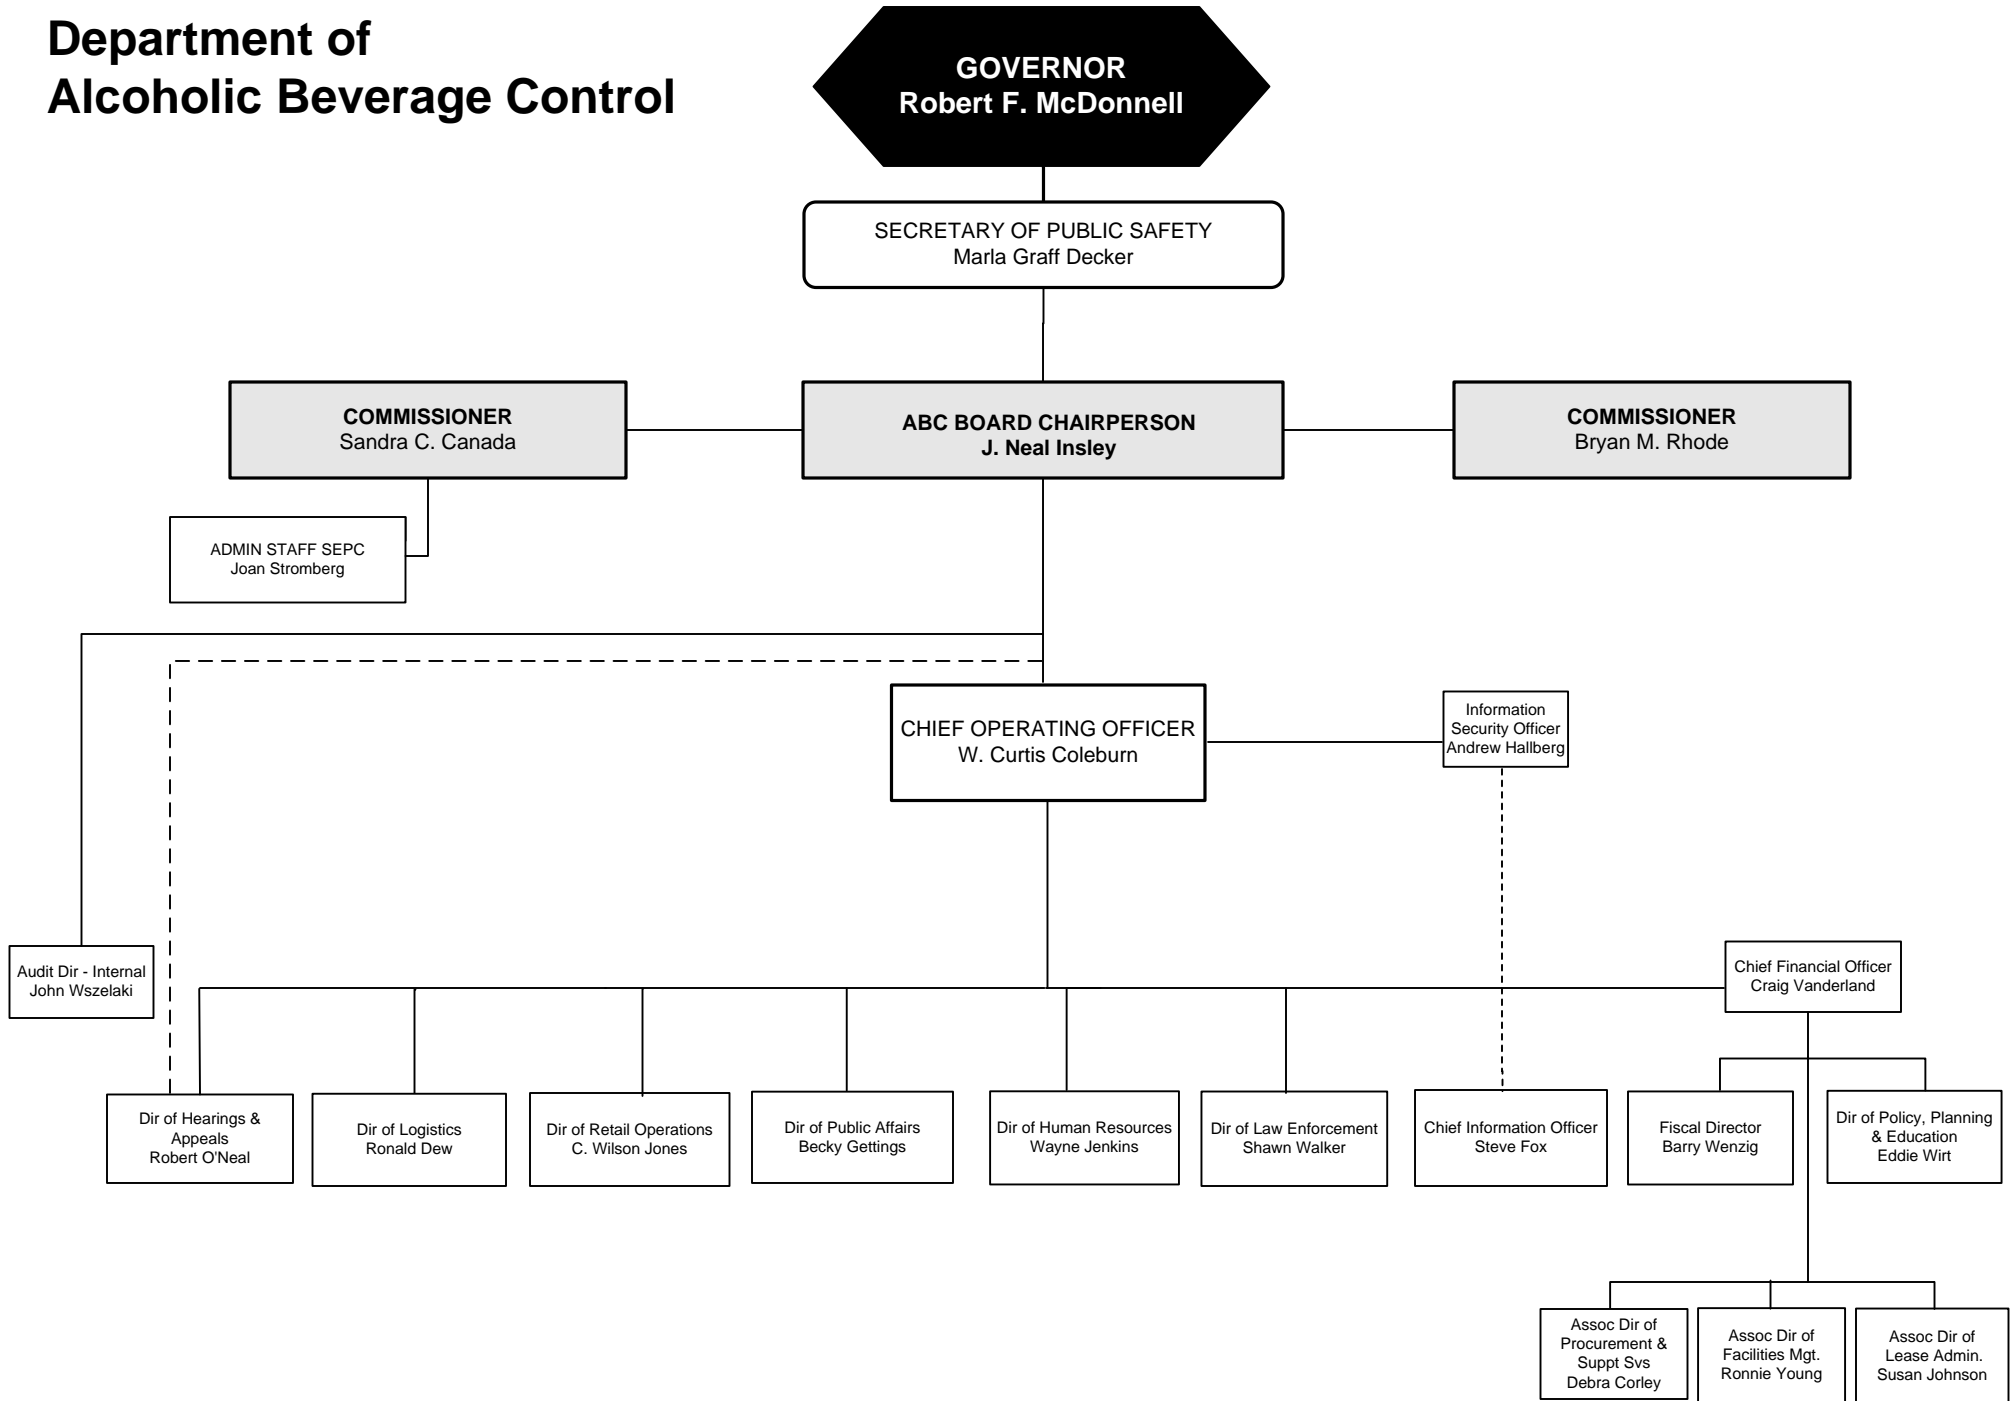 Department of
Alcoholic Beverage Control
GOVERNOR
Robert F. McDonnell
SECRETARY OF PUBLIC SAFETY
Marla Graff Decker
COMMISSIONER
Sandra C. Canada
ABC BOARD CHAIRPERSON
J. Neal Insley
COMMISSIONER
Bryan M. Rhode
ADMIN STAFF SEPC
Joan Stromberg
CHIEF OPERATING OFFICER
W. Curtis Coleburn
Information
Security Officer
Andrew Hallberg
Audit Dir - Internal
John Wszelaki
Chief Financial Officer
Craig Vanderland
Dir of Hearings &
Appeals
Robert O'Neal
Dir of Logistics
Ronald Dew
Dir of Retail Operations
C. Wilson Jones
Dir of Public Affairs
Becky Gettings
Dir of Human Resources
Wayne Jenkins
Dir of Law Enforcement
Shawn Walker
Chief Information Officer
Steve Fox
Fiscal Director
Barry Wenzig
Dir of Policy, Planning
& Education
Eddie Wirt
Assoc Dir of
Procurement &
Suppt Svs
Debra Corley
Assoc Dir of
Facilities Mgt.
Ronnie Young
Assoc Dir of
Lease Admin.
Susan Johnson